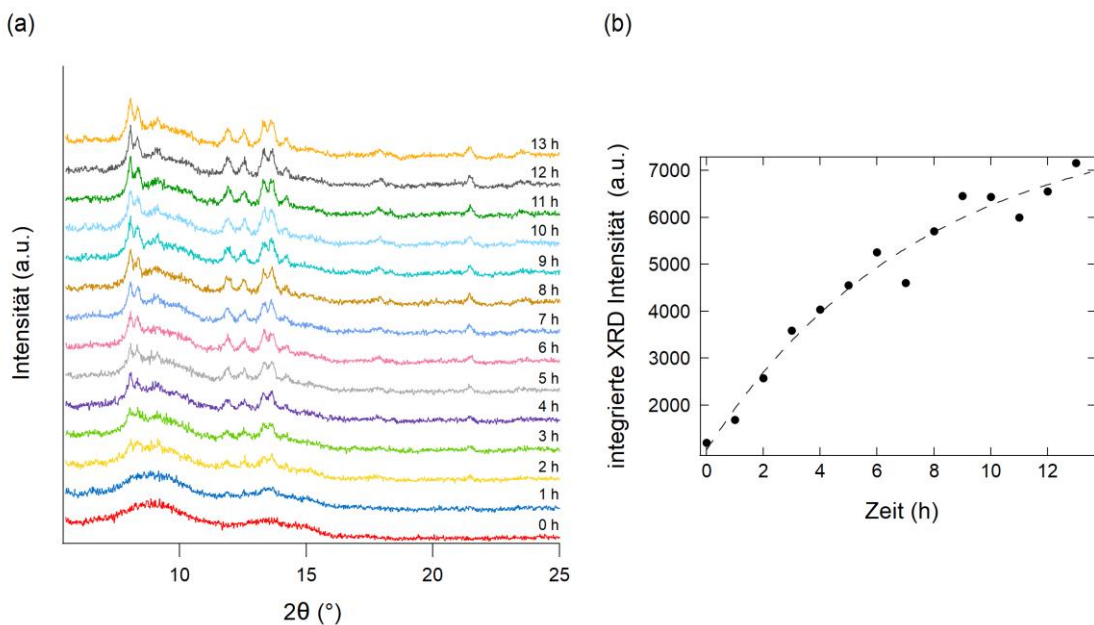 (a)
Intensität (a.u.)
13 h
12 h
11 h
10 h
9 h
8 h
7 h
6 h
5 h
4 h
3 h
2 h
1 h
0 h
10
15
20
25
2θ (°)
(b)
integrierte XRD Intensität (a.u.)
7000
6000
5000
4000
3000
2000
0
2
4
6
8
10
12
Zeit (h)